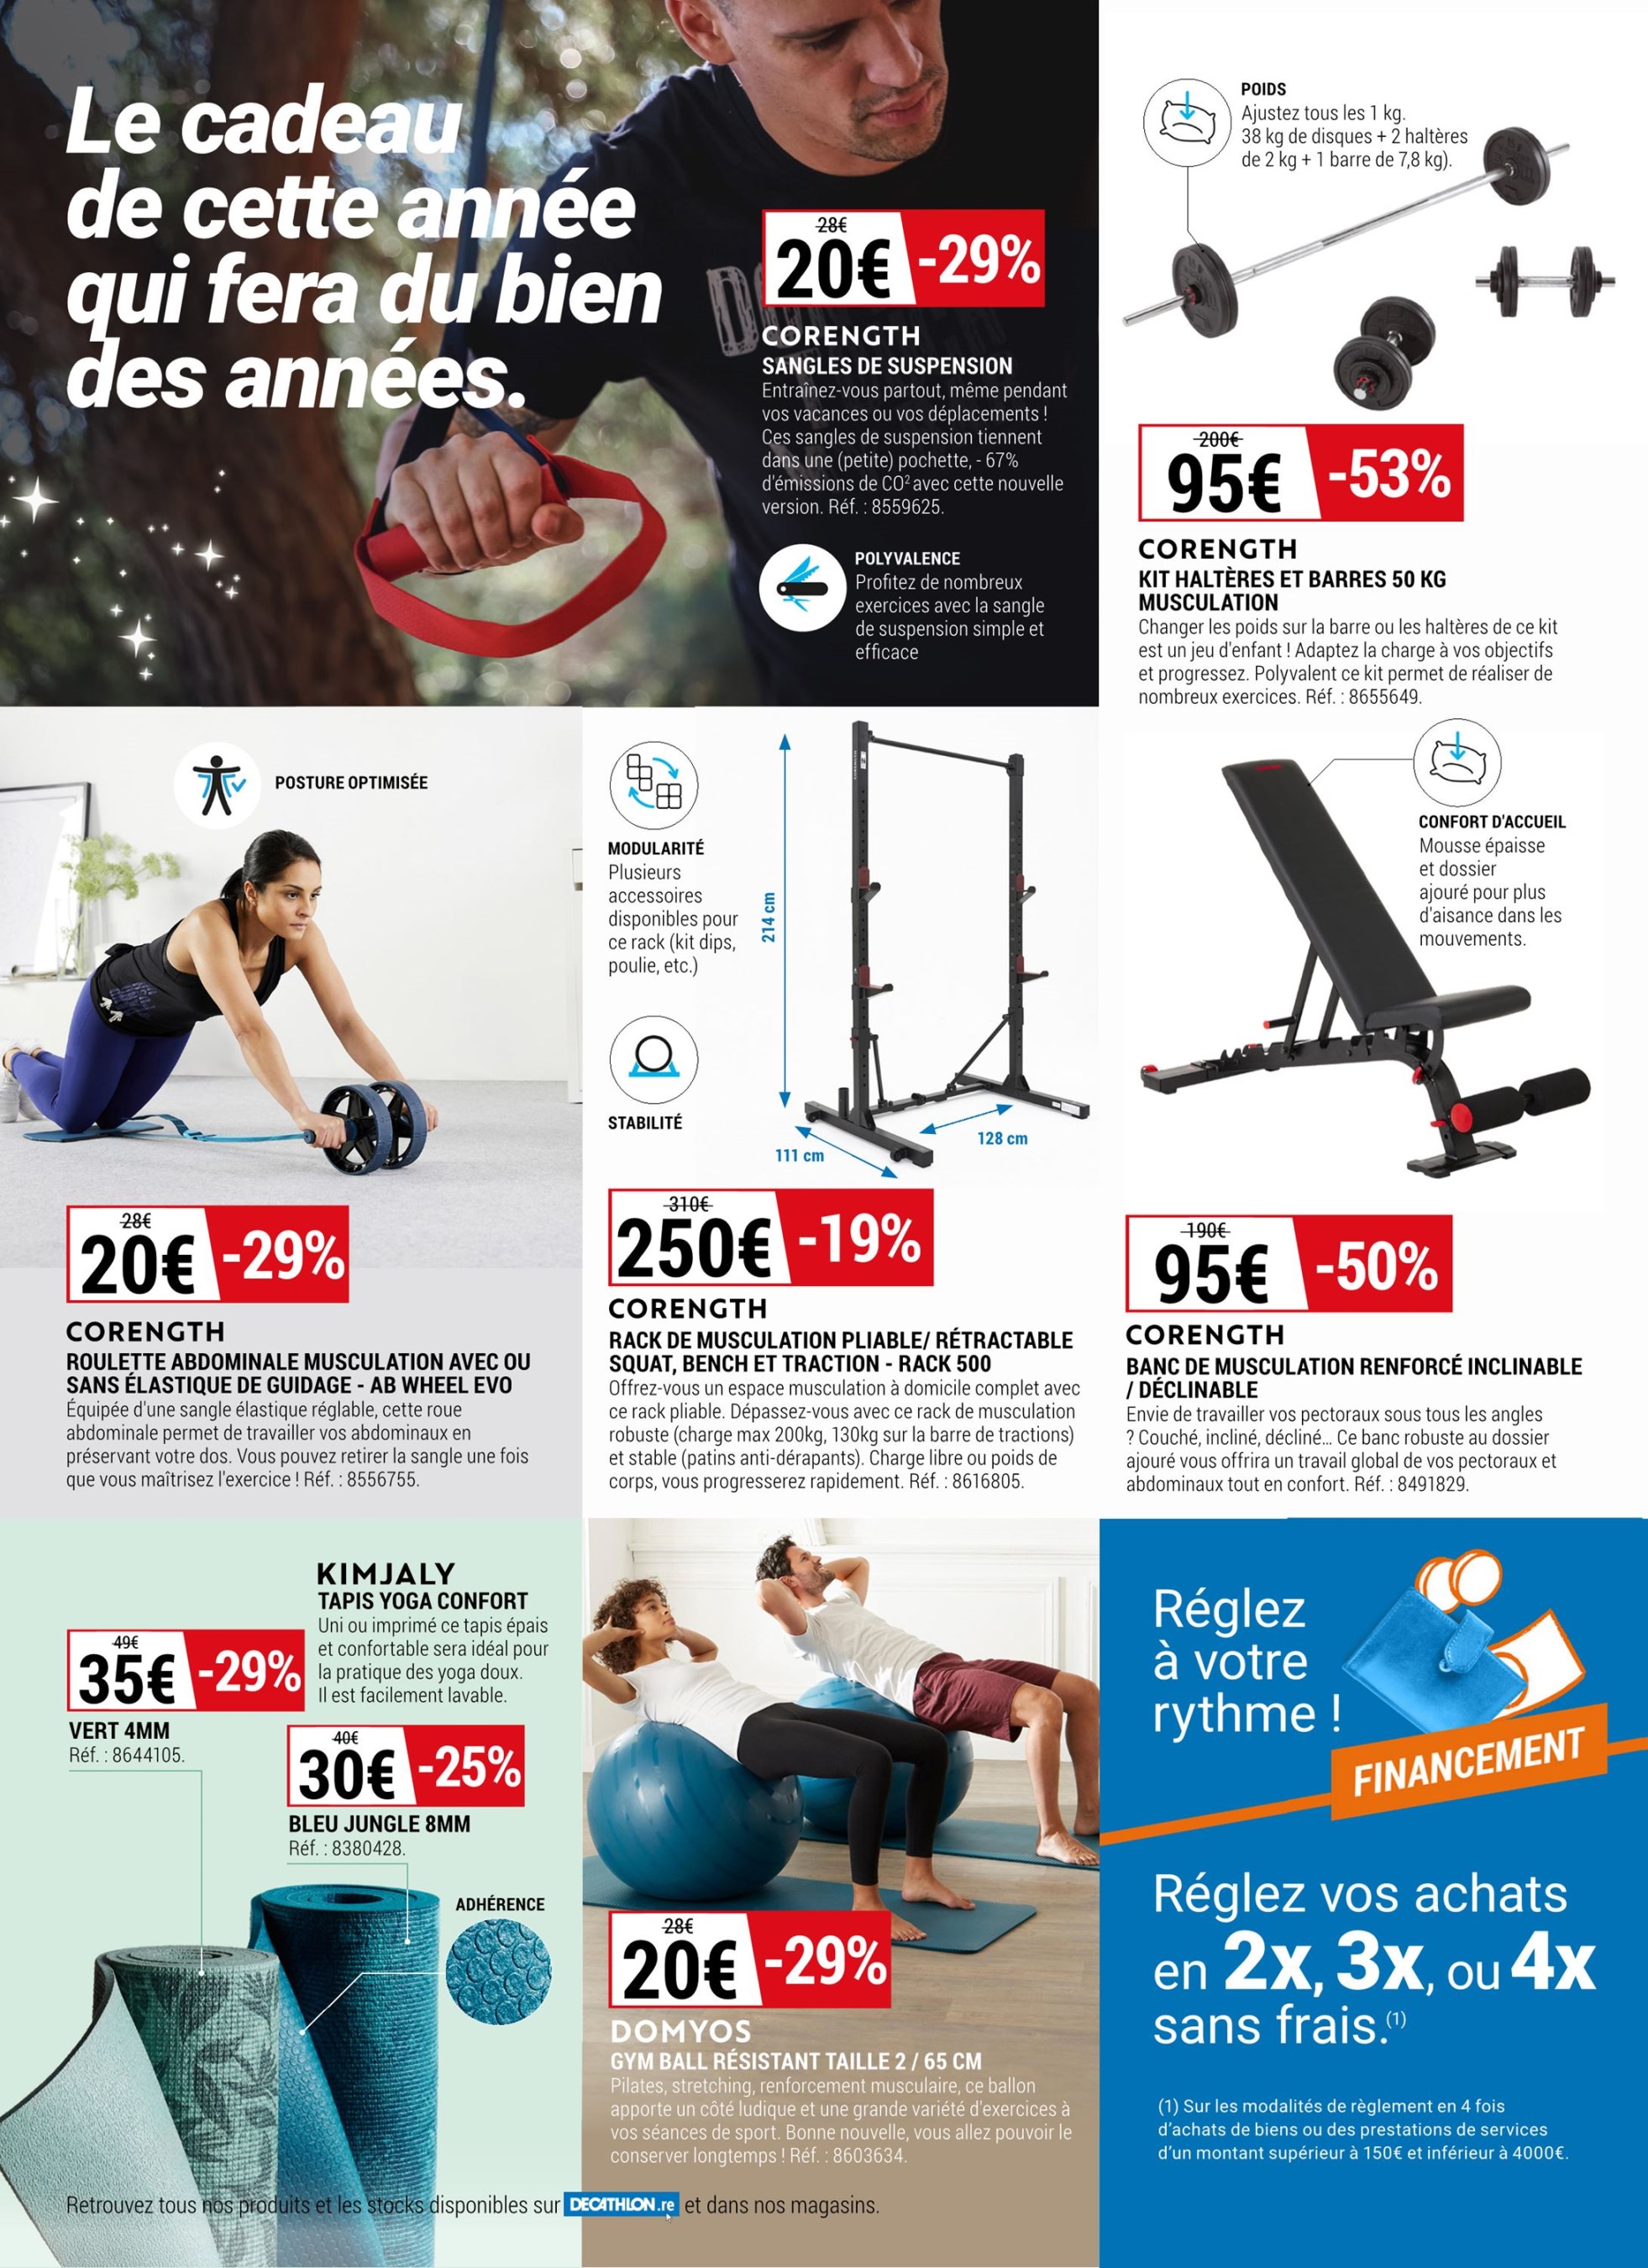 Le cadeau
de cette année
qui fera du bien
des années.
28€
20€ -29%
CORENGTH
SANGLES DE SUSPENSION
Entraînez-vous partout, même pendant
vos vacances ou vos déplacements !
Ces sangles de suspension tiennent
dans une (petite) pochette, - 67%
d'émissions de CO² avec cette nouvelle
version. Réf. : 8559625.
POLYVALENCE
Profitez de nombreux
exercices avec la sangle
de suspension simple et
efficace
POIDS
Ajustez tous les 1 kg.
38 kg de disques + 2 haltères
de 2 kg + 1 barre de 7,8 kg).
200€
95€ -53%
CORENGTH
KIT HALTÈRES ET BARRES 50 KG
MUSCULATION
Changer les poids sur la barre ou les haltères de ce kit
est un jeu d'enfant ! Adaptez la charge à vos objectifs
et progressez. Polyvalent ce kit permet de réaliser de
nombreux exercices. Réf. : 8655649.
POSTURE OPTIMISÉE
28€
20€ -29%
CORENGTH
ROULETTE ABDOMINALE MUSCULATION AVEC OU
SANS ÉLASTIQUE DE GUIDAGE - AB WHEEL EVO
Équipée d'une sangle élastique réglable, cette roue
abdominale permet de travailler vos abdominaux en
préservant votre dos. Vous pouvez retirer la sangle une fois
que vous maîtrisez l'exercice ! Réf. : 8556755.
MODULARITÉ
Plusieurs
accessoires
disponibles pour
ce rack (kit dips,
poulie, etc.)
STABILITÉ
214 cm
111 cm
128 cm
310€
250€ -19%
CORENGTH
RACK DE MUSCULATION PLIABLE/ RÉTRACTABLE
SQUAT, BENCH ET TRACTION - RACK 500
Offrez-vous un espace musculation à domicile complet avec
ce rack pliable. Dépassez-vous avec ce rack de musculation
robuste (charge max 200kg, 130kg sur la barre de tractions)
et stable (patins anti-dérapants). Charge libre ou poids de
corps, vous progresserez rapidement. Réf. : 8616805.
CONFORT D'ACCUEIL
Mousse épaisse
et dossier
ajouré pour plus
d'aisance dans les
mouvements.
190€
95€ -50%
CORENGTH
BANC DE MUSCULATION RENFORCÉ INCLINABLE
/ DÉCLINABLE
Envie de travailler vos pectoraux sous tous les angles
? Couché, incliné, décliné... Ce banc robuste au dossier
ajouré vous offrira un travail global de vos pectoraux et
abdominaux tout en confort. Réf. : 8491829.
KIMJALY
TAPIS YOGA CONFORT
Uni ou imprimé ce tapis épais
et confortable sera idéal pour
la pratique des yoga doux.
Il est facilement lavable.
49€
35€ -29%
VERT 4MM
Réf. : 8644105.
40€
30€ -25%
BLEU JUNGLE 8MM
Réf. : 8380428.
ADHÉRENCE
28€
20€ -29%
DOMYOS
GYM BALL RÉSISTANT TAILLE 2 / 65 CM
Pilates, stretching, renforcement musculaire, ce ballon
apporte un côté ludique et une grande variété d'exercices à
vos séances de sport. Bonne nouvelle, vous allez pouvoir le
conserver longtemps ! Réf. : 8603634.
Réglez
à votre
rythme !
FINANCEMENT
Réglez vos achats
en 2x, 3x, ou 4x
sans frais.(1)
(1) Sur les modalités de règlement en 4 fois
d'achats de biens ou des prestations de services
d'un montant supérieur à 150€ et inférieur à 4000€.
Retrouvez tous nos produits et les stocks disponibles sur DECATHLON.re et dans nos magasins.